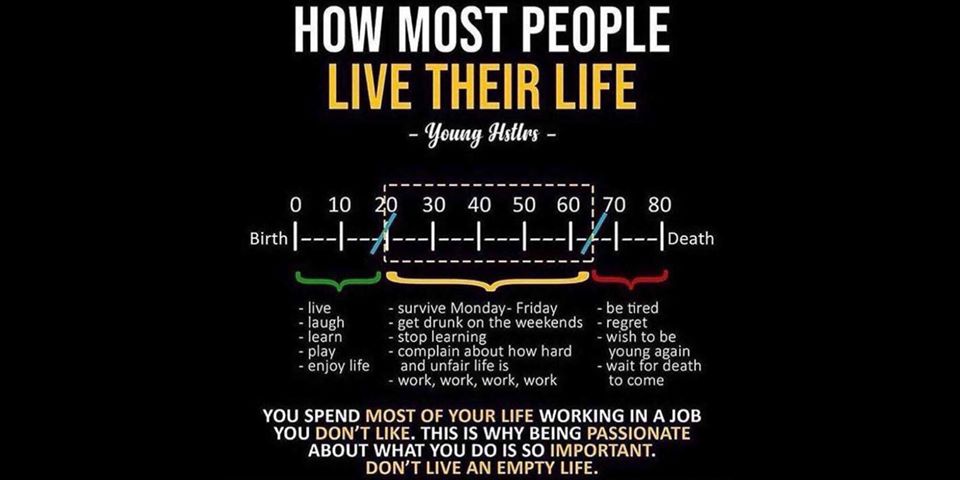 HOW MOST PEOPLE
LIVE THEIR LIFE
- Young Hstlrs -
0 10 20 30 40 50 60 70 80
Birth Death
- live
- laugh
- learn
- play
- enjoy life
- survive Monday- Friday
- get drunk on the weekends
- stop learning
- complain about how hard
and unfair life is
- work, work, work, work
- be tired
- regret
- wish to be
young again
- wait for death
to come
YOU SPEND MOST OF YOUR LIFE WORKING IN A JOB
YOU DON'T LIKE. THIS IS WHY BEING PASSIONATE
ABOUT WHAT YOU DO IS SO IMPORTANT.
DON'T LIVE AN EMPTY LIFE.